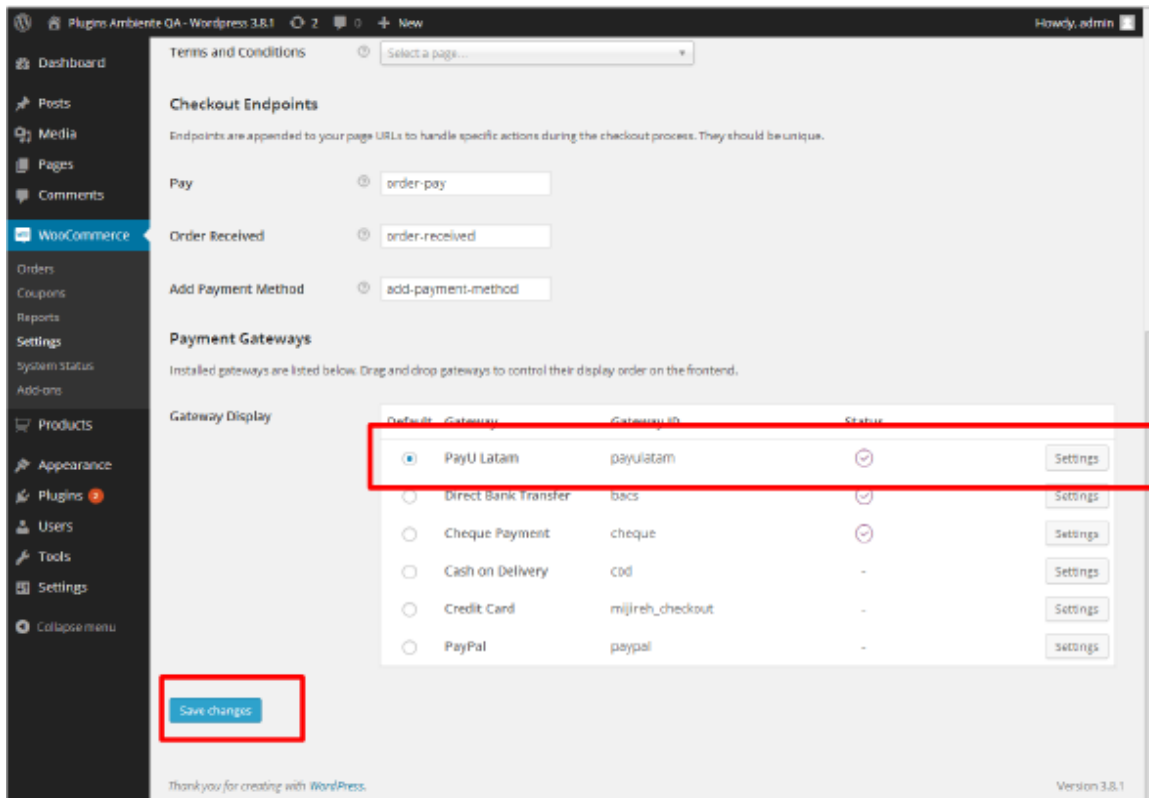 Plugins Ambiente QA - Wordpress 3.8.1 2 0 + New Howdy, admin
Dashboard
Posts
Media
Pages
Comments
WooCommerce
Orders
Coupons
Reports
Settings
System Status
Add-ons
Products
Appearance
Plugins 2
Users
Tools
Settings
Collapse menu
Terms and Conditions Select a page...
Checkout Endpoints
Endpoints are appended to your page URLs to handle specific actions during the checkout process. They should be unique.
Pay order-pay
Order Received order-received
Add Payment Method add-payment-method
Payment Gateways
Installed gateways are listed below. Drag and drop gateways to control their display order on the frontend.
Gateway Display
Default Gateway Gateway ID Status
PayU Latam payulatam Settings
Direct Bank Transfer bacs Settings
Cheque Payment cheque Settings
Cash on Delivery cod - Settings
Credit Card mijireh_checkout - Settings
PayPal paypal - Settings
Save changes
Thank you for creating with WordPress. Version 3.8.1